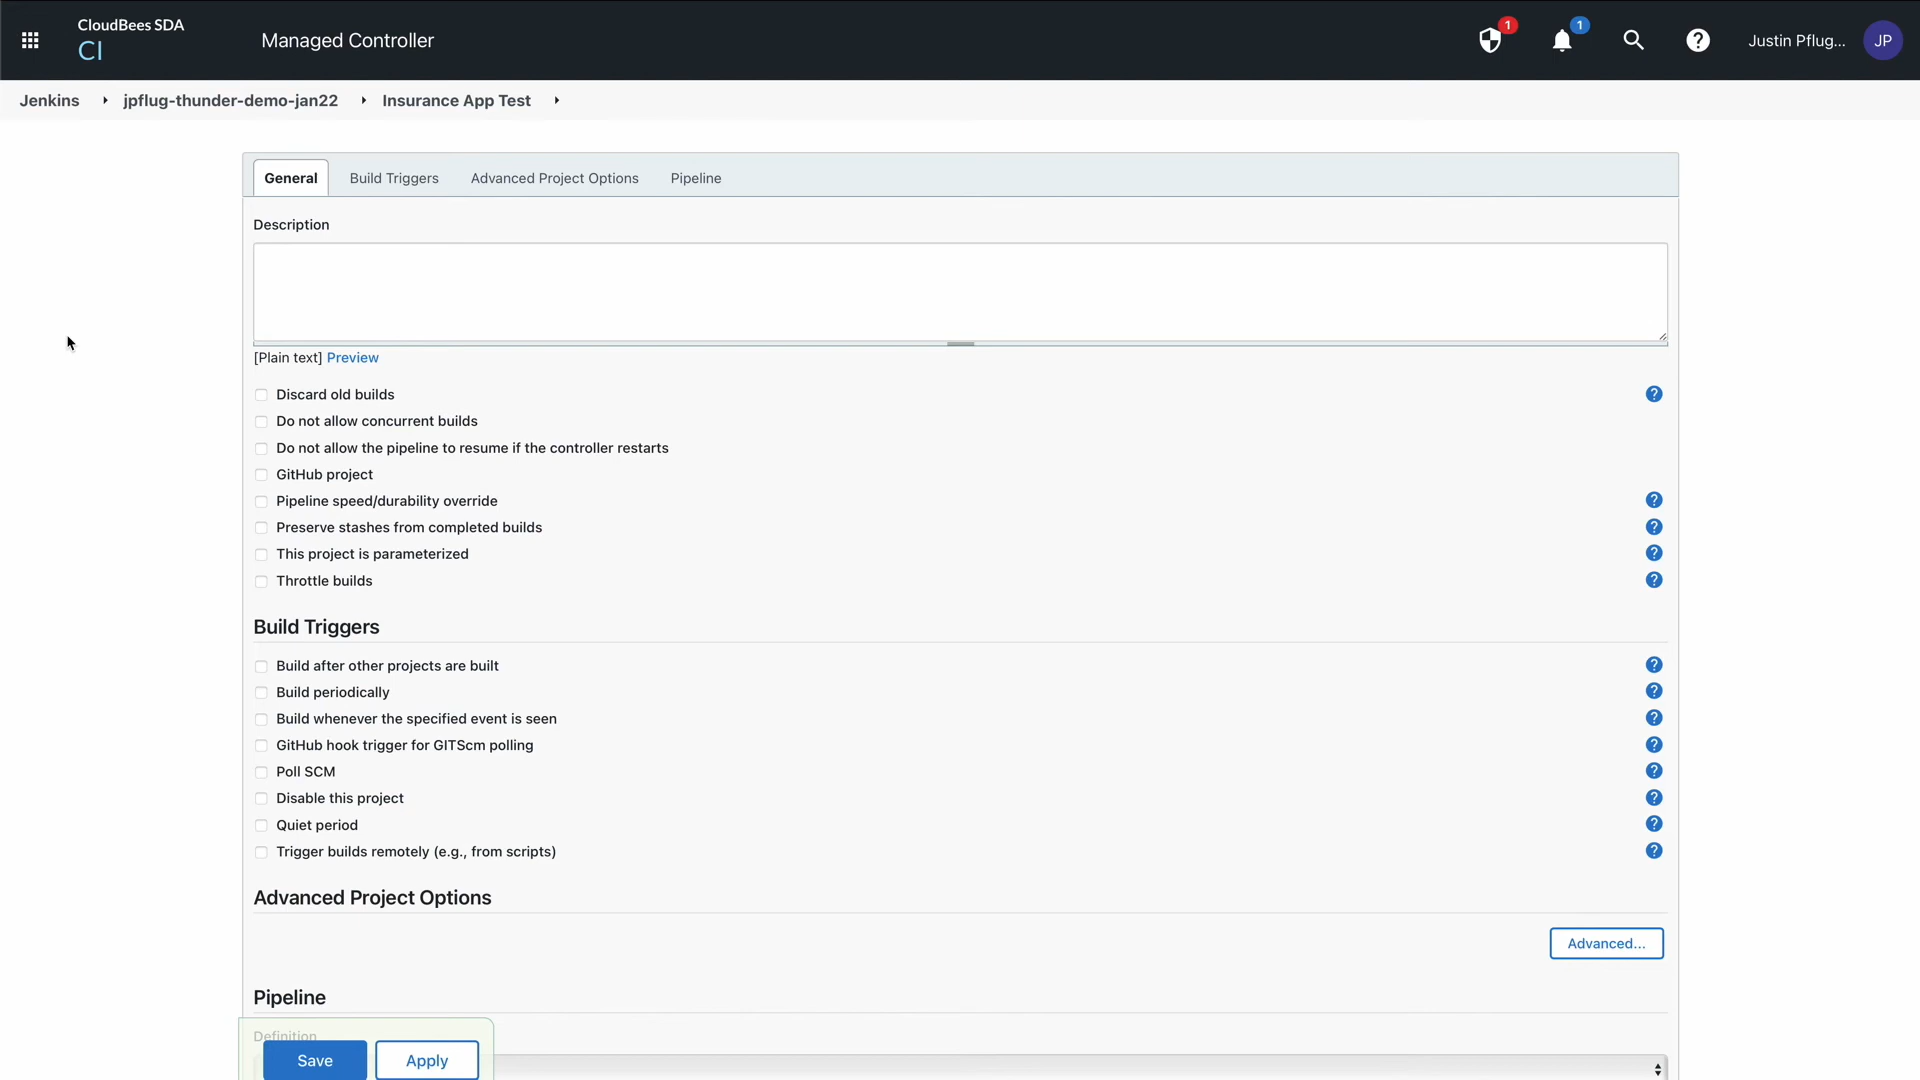 CloudBees SDA
CI
Managed Controller
1
1
?
Justin Pflug...
JP
Jenkins
jpflug-thunder-demo-jan22
Insurance App Test
General
Build Triggers
Advanced Project Options
Pipeline
Description
[Plain text] Preview
Discard old builds
?
Do not allow concurrent builds
Do not allow the pipeline to resume if the controller restarts
GitHub project
Pipeline speed/durability override
?
Preserve stashes from completed builds
?
This project is parameterized
?
Throttle builds
?
Build Triggers
Build after other projects are built
?
Build periodically
?
Build whenever the specified event is seen
?
GitHub hook trigger for GITScm polling
?
Poll SCM
?
Disable this project
?
Quiet period
?
Trigger builds remotely (e.g., from scripts)
?
Advanced Project Options
Advanced...
Pipeline
Definition
Save
Apply